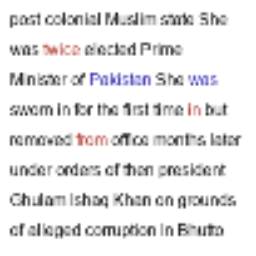 post colonial Muslim state She
was twice elected Prime
Minister of Pakistan She was
sworn in for the first time in but
removed from office months later
under orders of then president
Ghulam Ishaq Khan on grounds
of alleged corruption In Bhutto